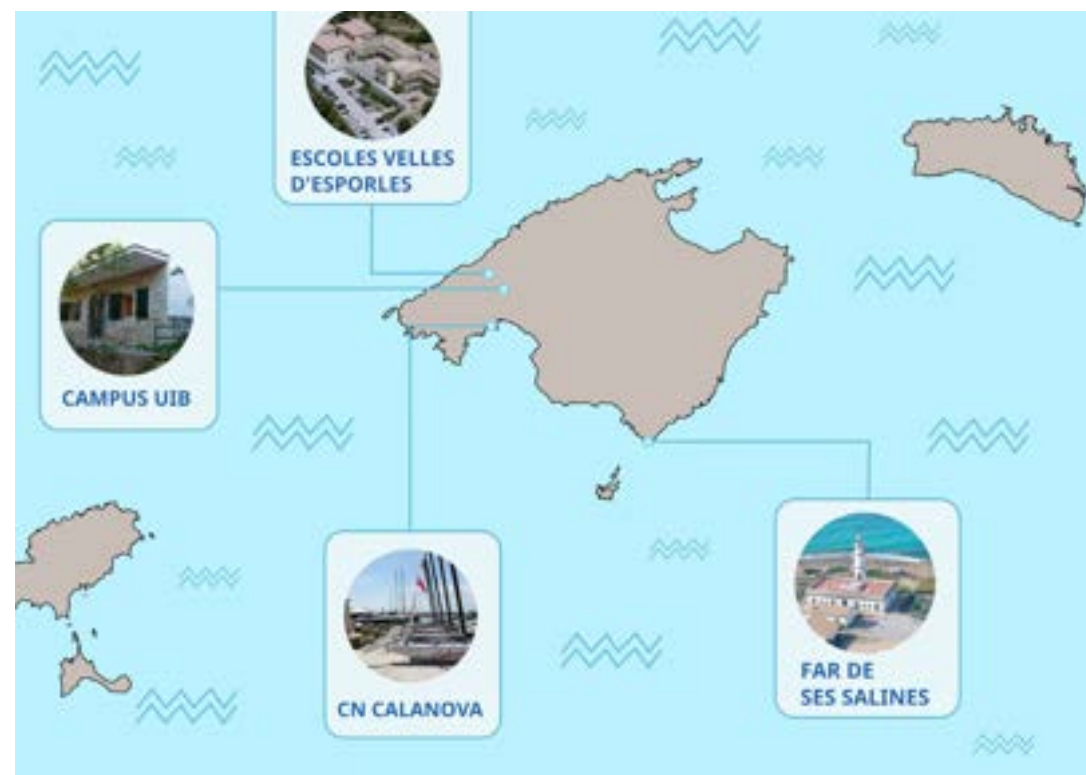 ESCOLES VELLES
D'ESPORLES
CAMPUS UIB
CN CALANOVA
FAR DE
SES SALINES